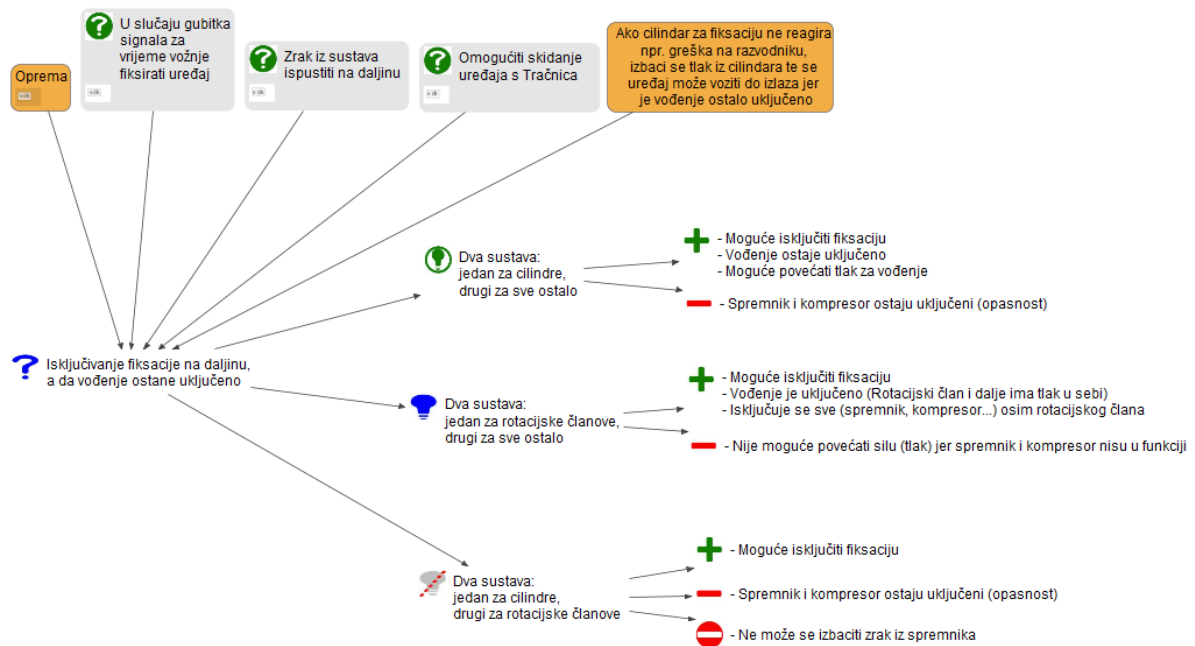 Oprema
U slučaju gubitka
signala za
vrijeme vožnje
fiksirati uređaj
Zrak iz sustava
ispustiti na daljinu
Omogućiti skidanje
uređaja s Tračnica
Ako cilindar za fiksaciju ne reagira
npr. greška na razvodniku,
izbaci se tlak iz cilindara te se
uređaj može voziti do izlaza jer
je vođenje ostalo uključeno
Isključivanje fiksacije na daljinu,
a da vođenje ostane uključeno
Dva sustava:
jedan za cilindre,
drugi za sve ostalo
- Moguće isključiti fiksaciju
- Vođenje ostaje uključeno
- Moguće povećati tlak za vođenje
- Spremnik i kompresor ostaju uključeni (opasnost)
Dva sustava:
jedan za rotacijske članove,
drugi za sve ostalo
- Moguće isključiti fiksaciju
- Vođenje je uključeno (Rotacijski član i dalje ima tlak u sebi)
- Isključuje se sve (spremnik, kompresor...) osim rotacijskog člana
- Nije moguće povećati silu (tlak) jer spremnik i kompresor nisu u funkciji
Dva sustava:
jedan za cilindre,
drugi za rotacijske članove
- Moguće isključiti fiksaciju
- Spremnik i kompresor ostaju uključeni (opasnost)
- Ne može se izbaciti zrak iz spremnika